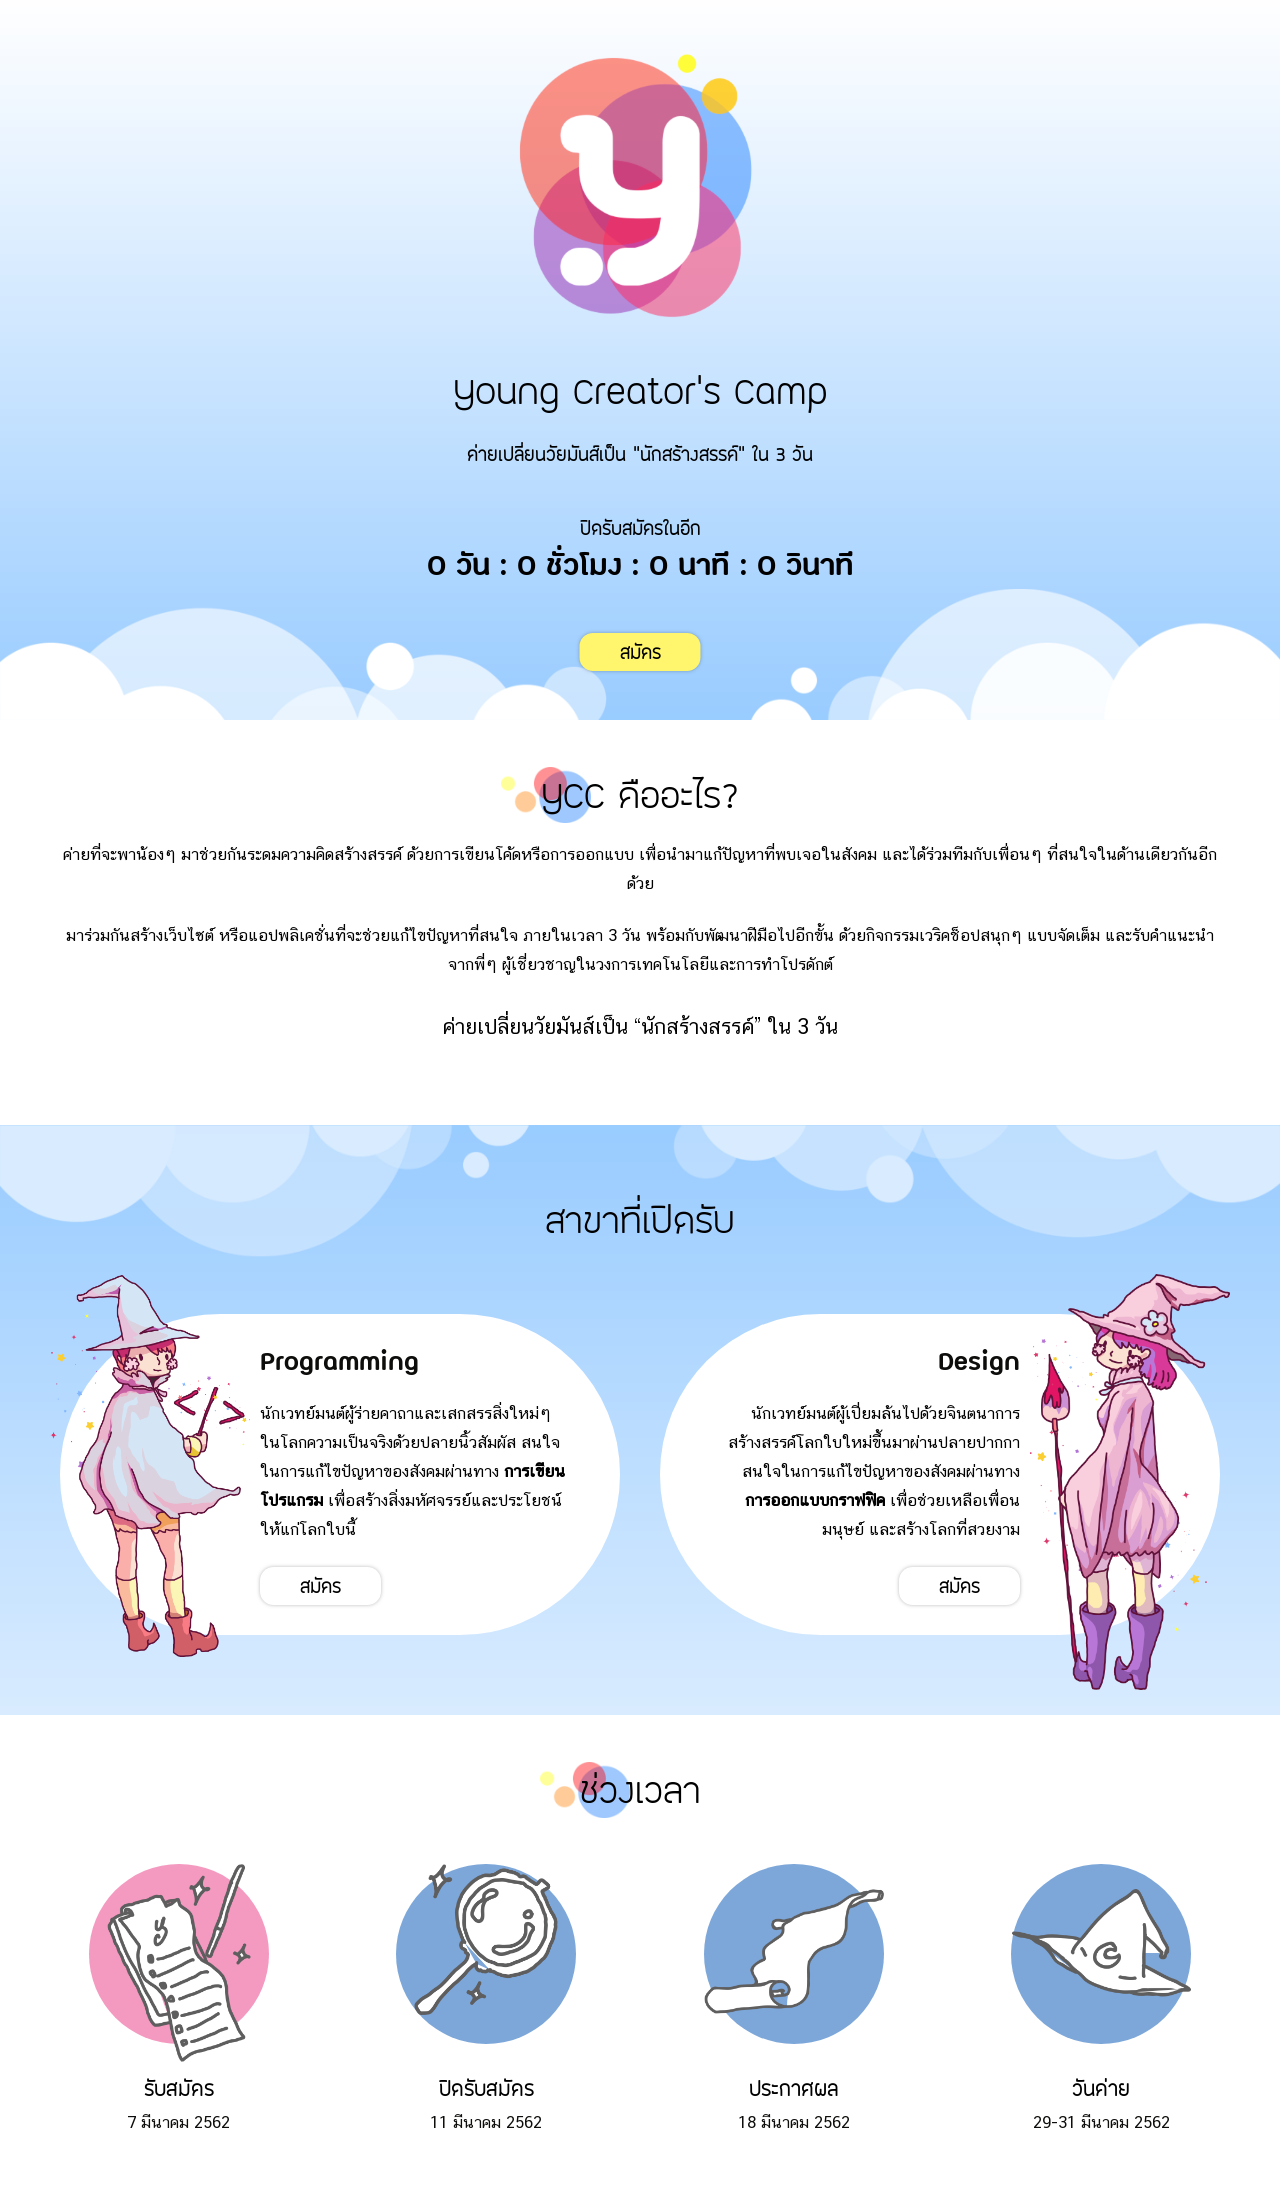 y
Young Creator's Camp
ค่ายเปลี่ยนวัยมันส์เป็น "นักสร้างสรรค์" ใน 3 วัน
ปิดรับสมัครในอีก
0 วัน : 0 ชั่วโมง : 0 นาที : 0 วินาที
สมัคร
YCC คืออะไร?
ค่ายที่จะพาน้องๆ มาช่วยกันระดมความคิดสร้างสรรค์ ด้วยการเขียนโค้ดหรือการออกแบบ เพื่อนำมาแก้ปัญหาที่พบเจอในสังคม และได้ร่วมทีมกับเพื่อนๆ ที่สนใจในด้านเดียวกันอีก
ด้วย
มาร่วมกันสร้างเว็บไซต์ หรือแอปพลิเคชั่นที่จะช่วยแก้ไขปัญหาที่สนใจ ภายในเวลา 3 วัน พร้อมกับพัฒนาฝีมือไปอีกขั้น ด้วยกิจกรรมเวริคช็อปสนุกๆ แบบจัดเต็ม และรับคำแนะนำ
จากพี่ๆ ผู้เชี่ยวชาญในวงการเทคโนโลยีและการทำโปรดักต์
ค่ายเปลี่ยนวัยมันส์เป็น “นักสร้างสรรค์” ใน 3 วัน
สาขาที่เปิดรับ
Programming
นักเวทย์มนต์ผู้ร่ายคาถาและเสกสรรสิ่งใหม่ๆ
ในโลกความเป็นจริงด้วยปลายนิ้วสัมผัส สนใจ
ในการแก้ไขปัญหาของสังคมผ่านทาง การเขียน
โปรแกรม เพื่อสร้างสิ่งมหัศจรรย์และประโยชน์
ให้แก่โลกใบนี้
สมัคร
</>
Design
นักเวทย์มนต์ผู้เปี่ยมล้นไปด้วยจินตนาการ
สร้างสรรค์โลกใบใหม่ขึ้นมาผ่านปลายปากกา
สนใจในการแก้ไขปัญหาของสังคมผ่านทาง
การออกแบบกราฟฟิค เพื่อช่วยเหลือเพื่อน
มนุษย์ และสร้างโลกที่สวยงาม
สมัคร
ช่วงเวลา
y
รับสมัคร
7 มีนาคม 2562
ปิดรับสมัคร
11 มีนาคม 2562
ประกาศผล
18 มีนาคม 2562
วันค่าย
29-31 มีนาคม 2562